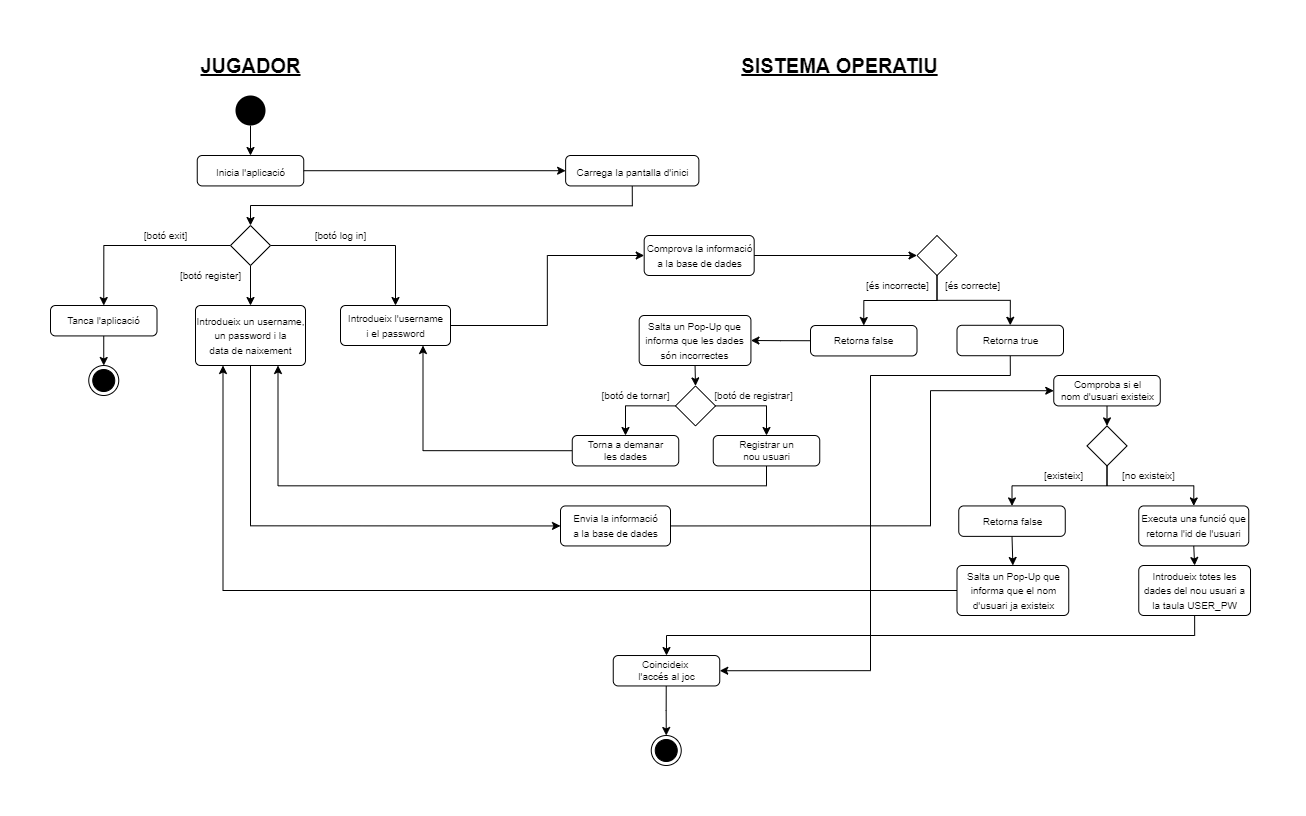 JUGADOR
SISTEMA OPERATIU
Inicia l'aplicació
Carrega la pantalla d'inici
[botó exit]
[botó log in]
[botó register]
Tanca l'aplicació
Introdueix un username,
un password i la
data de naixement
Introdueix l'username
i el password
Comprova la informació
a la base de dades
[és incorrecte]
[és correcte]
Salta un Pop-Up que
informa que les dades
són incorrectes
Retorna false
Retorna true
[botó de tornar]
[botó de registrar]
Torna a demanar
les dades
Registrar un
nou usuari
Comproba si el
nom d'usuari existeix
[existeix]
[no existeix]
Envia la informació
a la base de dades
Retorna false
Executa una funció que
retorna l'id de l'usuari
Salta un Pop-Up que
informa que el nom
d'usuari ja existeix
Introdueix totes les
dades del nou usuari a
la taula USER_PW
Coincideix
l'accés al joc